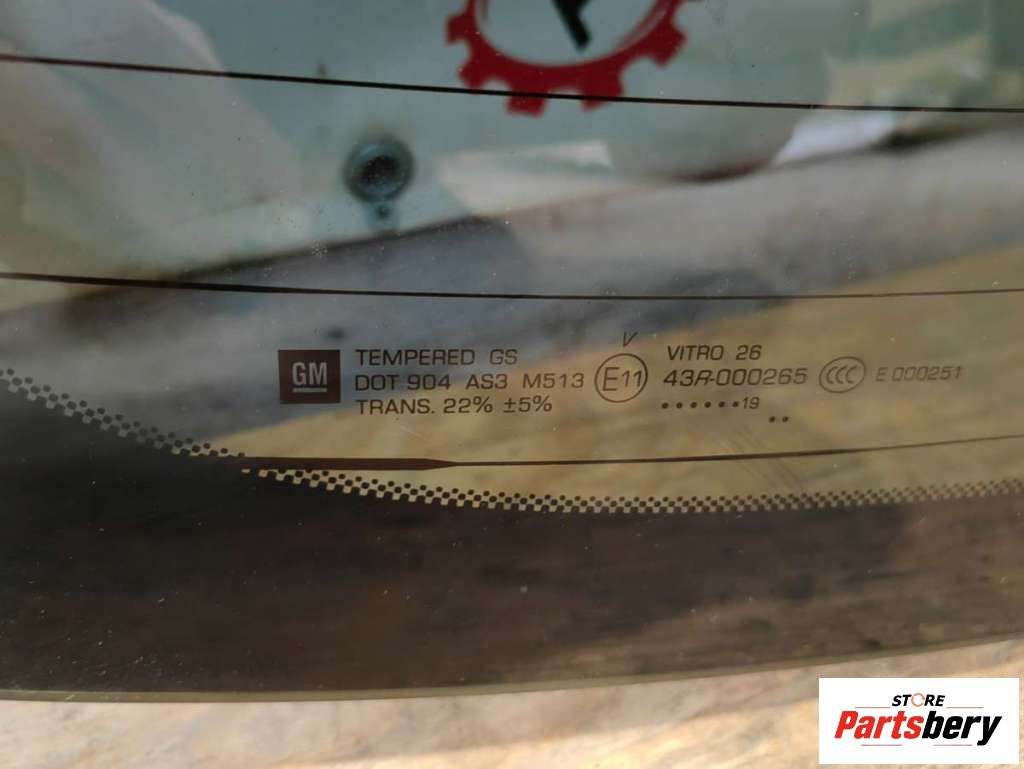 GM
TEMPERED GS
DOT 904 AS3 M513
TRANS. 22% ±5%
V
E11
VITRO 26
43R-000265
......19
..
CCC E 000251
STORE
Partsbery